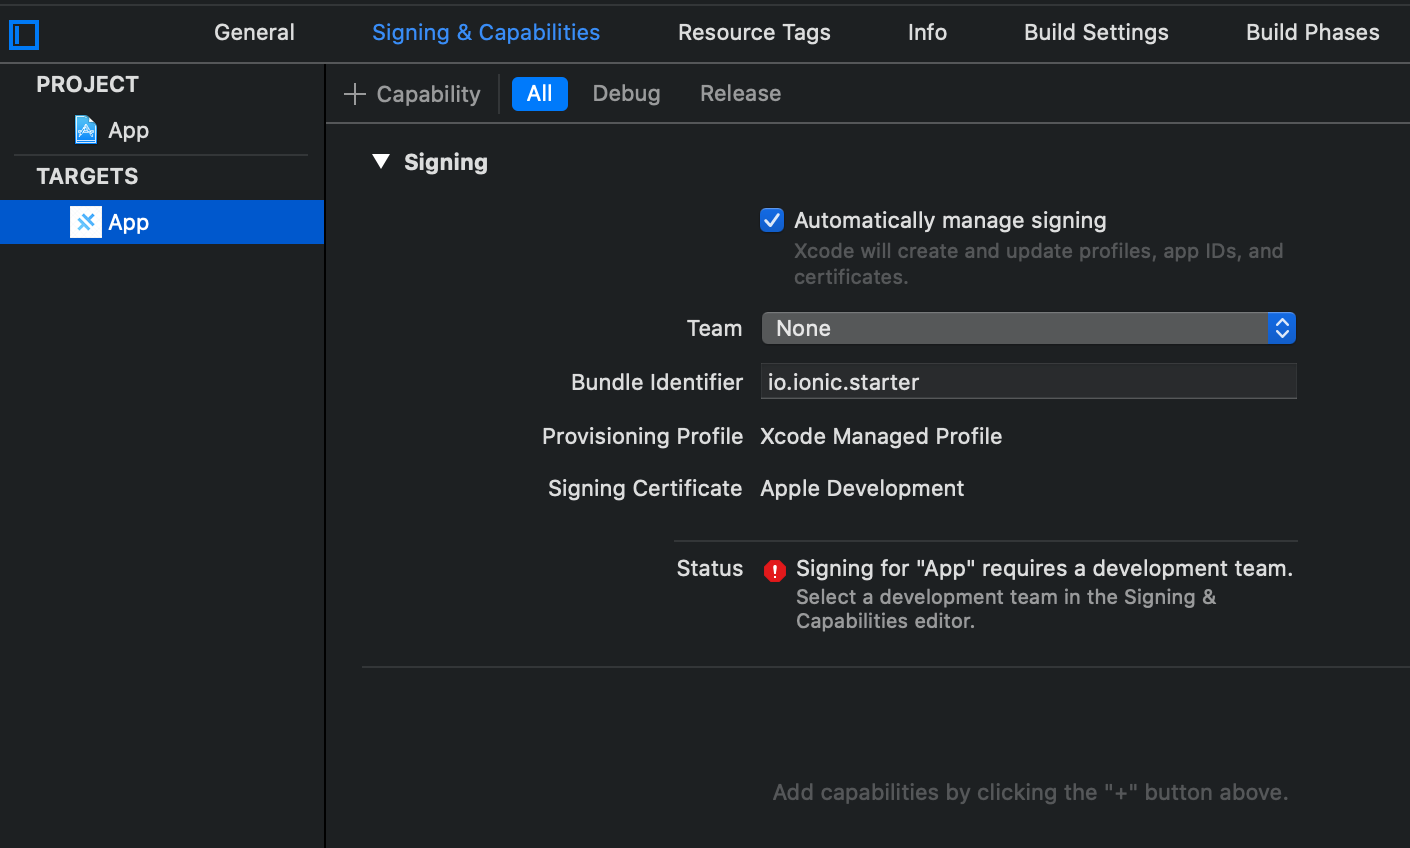 General Signing & Capabilities Resource Tags Info Build Settings Build Phases
PROJECT
App
TARGETS
App
Capability All Debug Release
Signing
Automatically manage signing
Xcode will create and update profiles, app IDs, and
certificates.
Team None
Bundle Identifier io.ionic.starter
Provisioning Profile Xcode Managed Profile
Signing Certificate Apple Development
Status Signing for "App" requires a development team.
Select a development team in the Signing &
Capabilities editor.
Add capabilities by clicking the "+" button above.